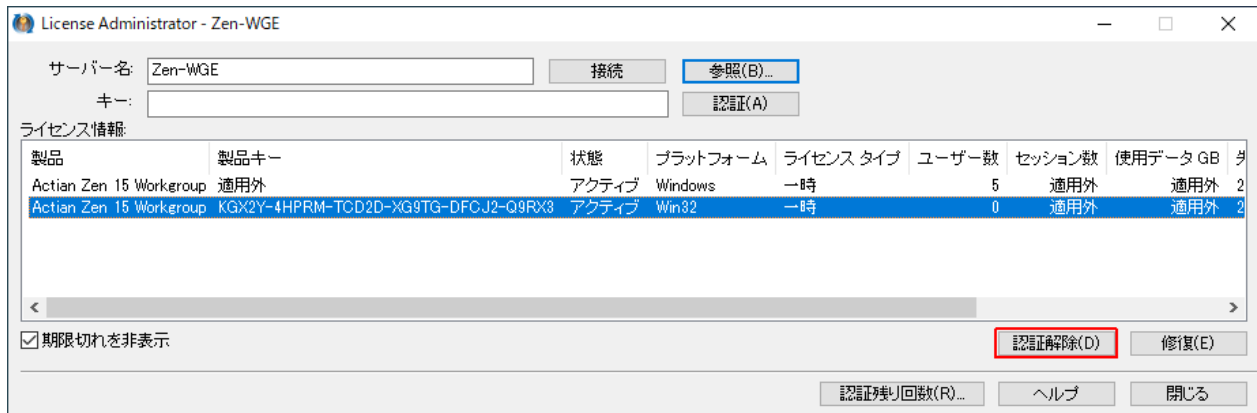 License Administrator - Zen-WGE
サーバー名: Zen-WGE 接続 参照(B)...
キー: 認証(A)
ライセンス情報:
製品 製品キー 状態 プラットフォーム ライセンス タイプ ユーザー数 セッション数 使用データ GB
Actian Zen 15 Workgroup 適用外 アクティブ Windows 一時 5 適用外 適用外 2
Actian Zen 15 Workgroup KGX2Y-4HPRM-TCD2D-XG9TG-DFCJ2-Q9RX3 アクティブ Win32 一時 0 適用外 適用外 2
期限切れを非表示 認証解除(D) 修復(E)
認証残り回数(R)... ヘルプ 閉じる